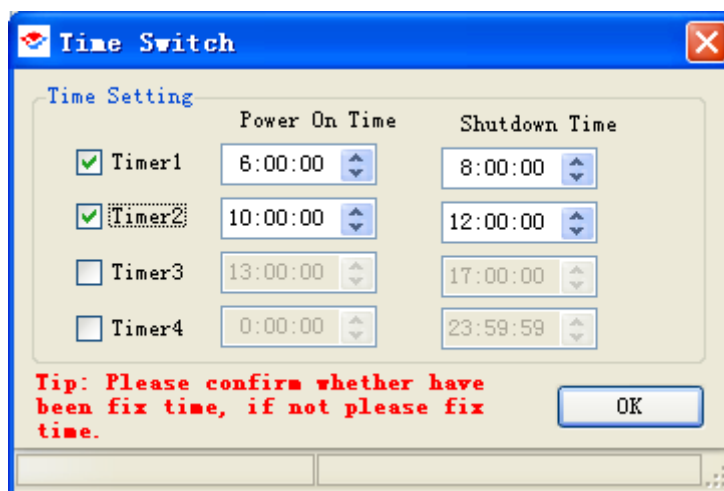 Time Switch
Time Setting
Power On Time Shutdown Time
Timer1 6:00:00 8:00:00
Timer2 10:00:00 12:00:00
Timer3 13:00:00 17:00:00
Timer4 0:00:00 23:59:59
Tip: Please confirm whether have
been fix time, if not please fix
time.
OK